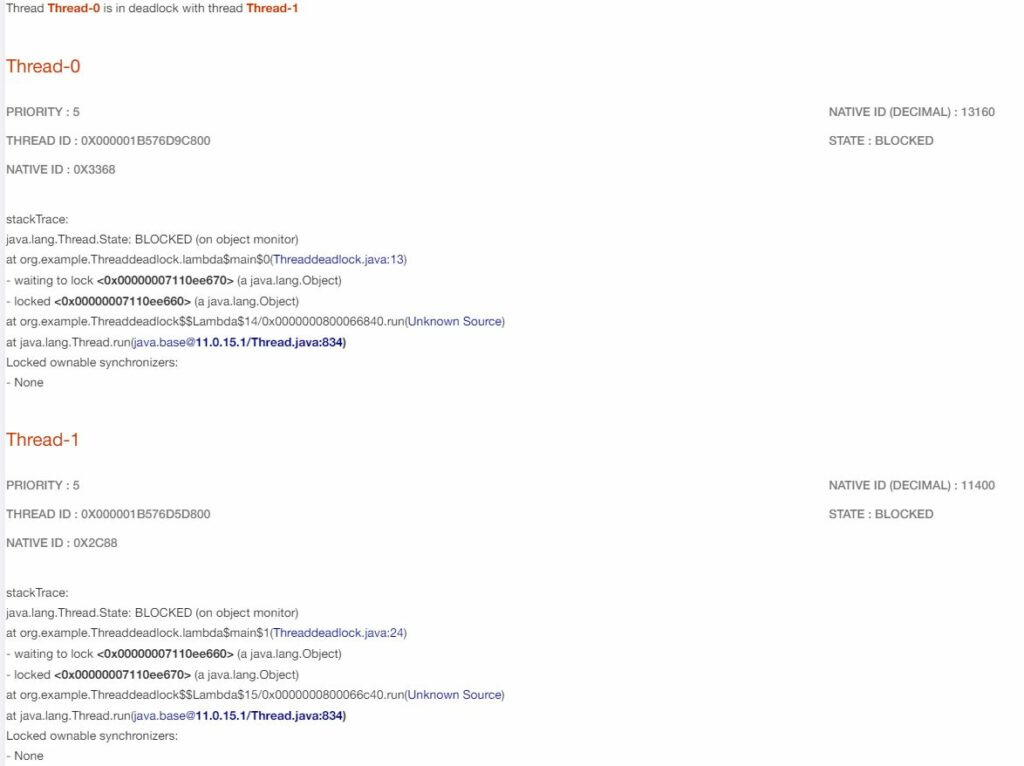 Thread Thread-0 is in deadlock with thread Thread-1
Thread-0
PRIORITY : 5
NATIVE ID (DECIMAL) : 13160
THREAD ID : 0X000001B576D9C800
STATE : BLOCKED
NATIVE ID : 0X3368
stackTrace:
java.lang.Thread.State: BLOCKED (on object monitor)
at org.example.Threaddeadlock.lambda$main$0(Threaddeadlock.java:13)
- waiting to lock <0x00000007110ee670> (a java.lang.Object)
- locked <0x00000007110ee660> (a java.lang.Object)
at org.example.Threaddeadlock$$Lambda$14/0x0000000800066840.run(Unknown Source)
at java.lang.Thread.run(java.base@11.0.15.1/Thread.java:834)
Locked ownable synchronizers:
- None
Thread-1
PRIORITY : 5
NATIVE ID (DECIMAL) : 11400
THREAD ID : 0X000001B576D5D800
STATE : BLOCKED
NATIVE ID : 0X2C88
stackTrace:
java.lang.Thread.State: BLOCKED (on object monitor)
at org.example.Threaddeadlock.lambda$main$1(Threaddeadlock.java:24)
- waiting to lock <0x00000007110ee660> (a java.lang.Object)
- locked <0x00000007110ee670> (a java.lang.Object)
at org.example.Threaddeadlock$$Lambda$15/0x0000000800066c40.run(Unknown Source)
at java.lang.Thread.run(java.base@11.0.15.1/Thread.java:834)
Locked ownable synchronizers:
- None